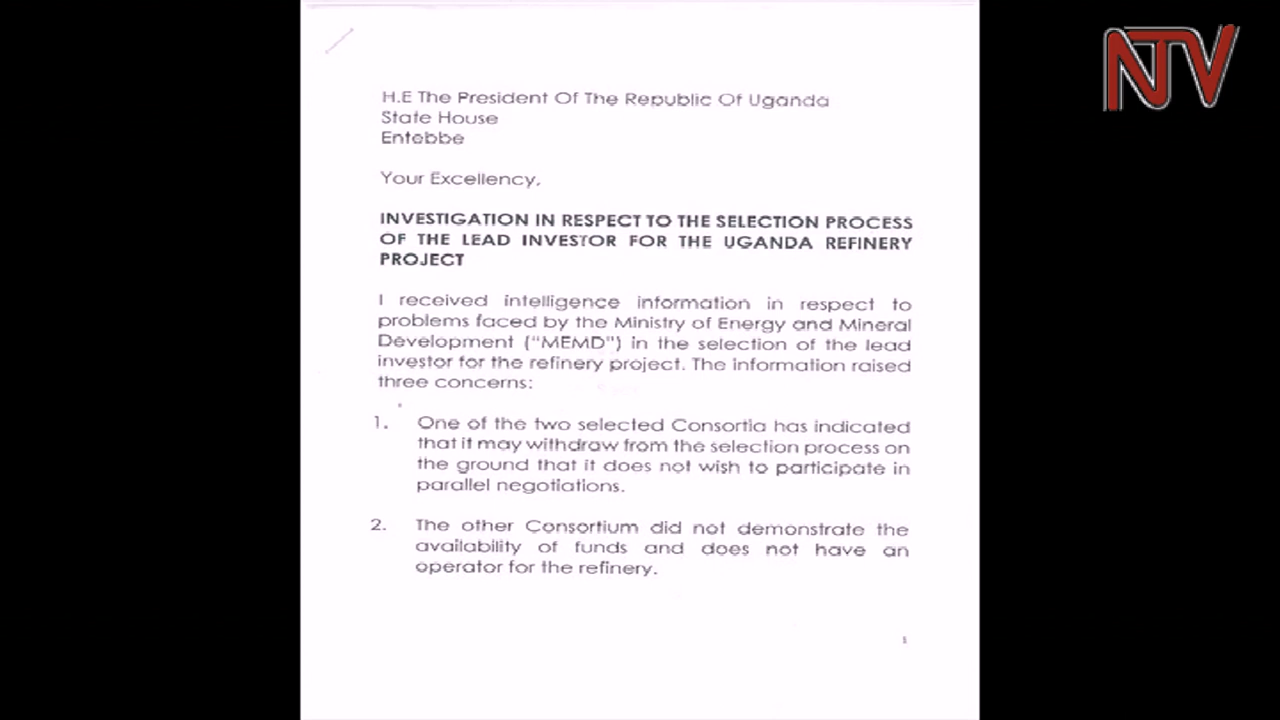 NTV
H.E The President Of The Republic Of Uganda
State House
Entebbe
Your Excellency,
INVESTIGATION IN RESPECT TO THE SELECTION PROCESS
OF THE LEAD INVESTOR FOR THE UGANDA REFINERY
PROJECT
I received intelligence information in respect to
problems faced by the Ministry of Energy and Mineral
Development ("MEMD") in the selection of the lead
investor for the refinery project. The information raised
three concerns:
1. One of the two selected Consortia has indicated
that it may withdraw from the selection process on
the ground that it does not wish to participate in
parallel negotiations.
2. The other Consortium did not demonstrate the
availability of funds and does not have an
operator for the refinery.
1